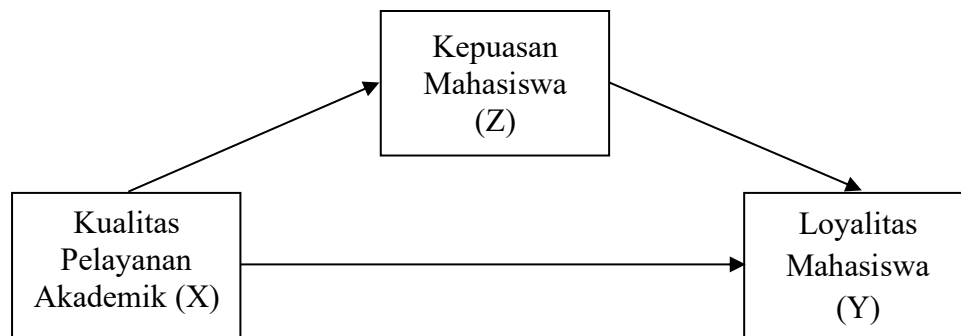 Kepuasan
Mahasiswa
(Z)
Kualitas
Pelayanan
Akademik (X)
Loyalitas
Mahasiswa
(Y)